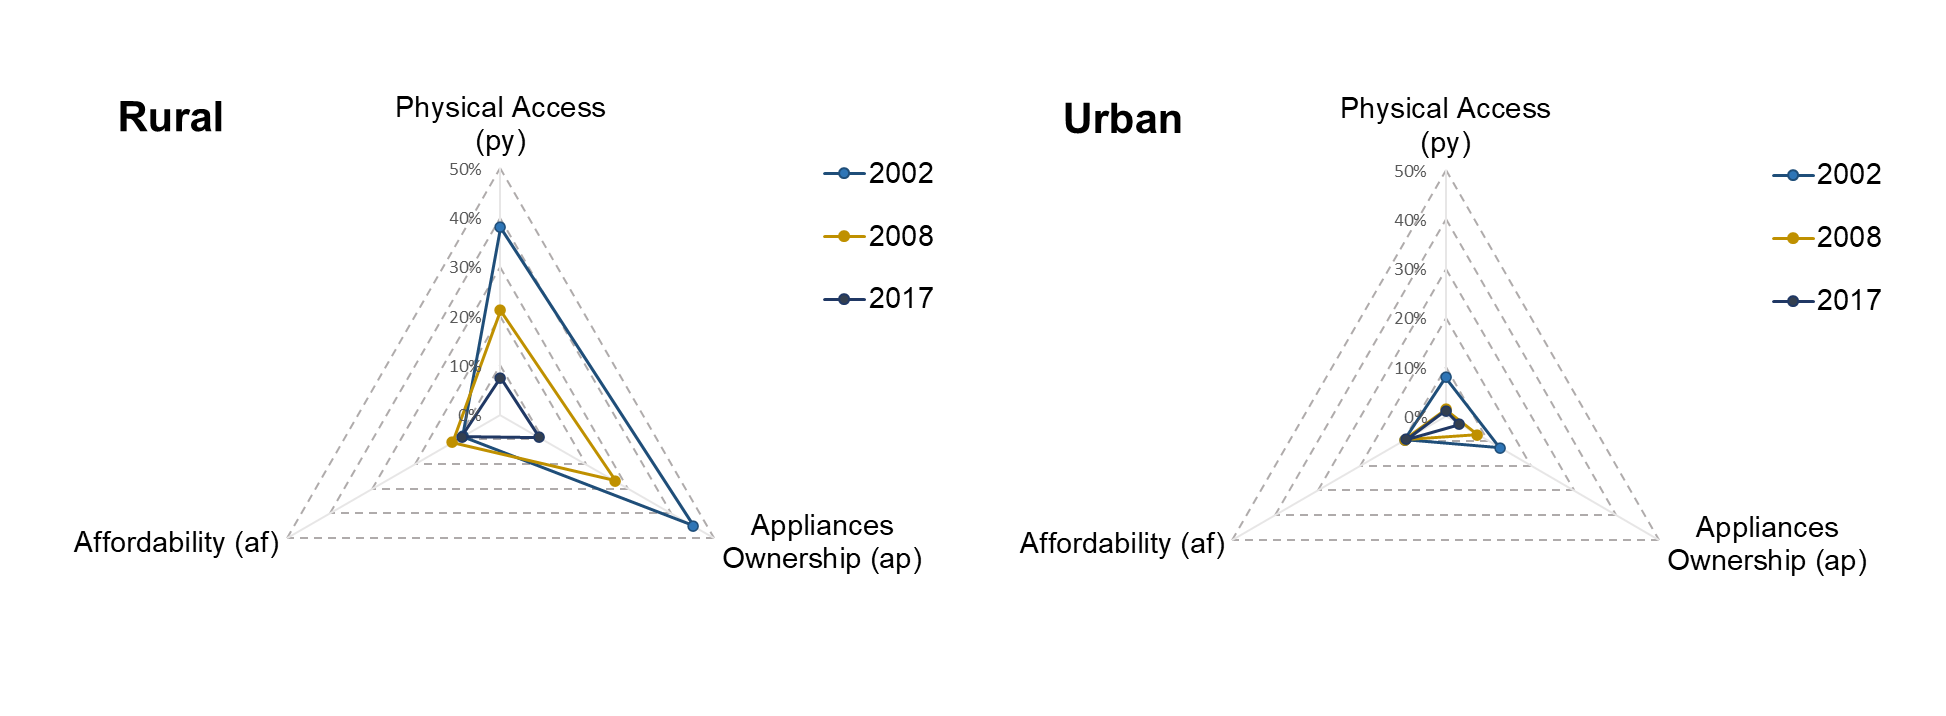 Rural
Physical Access
(py)
50%
40%
30%
20%
10%
0%
2002
2008
2017
Affordability (af)
Appliances
Ownership (ap)
Urban
Physical Access
(py)
50%
40%
30%
20%
10%
0%
2002
2008
2017
Affordability (af)
Appliances
Ownership (ap)